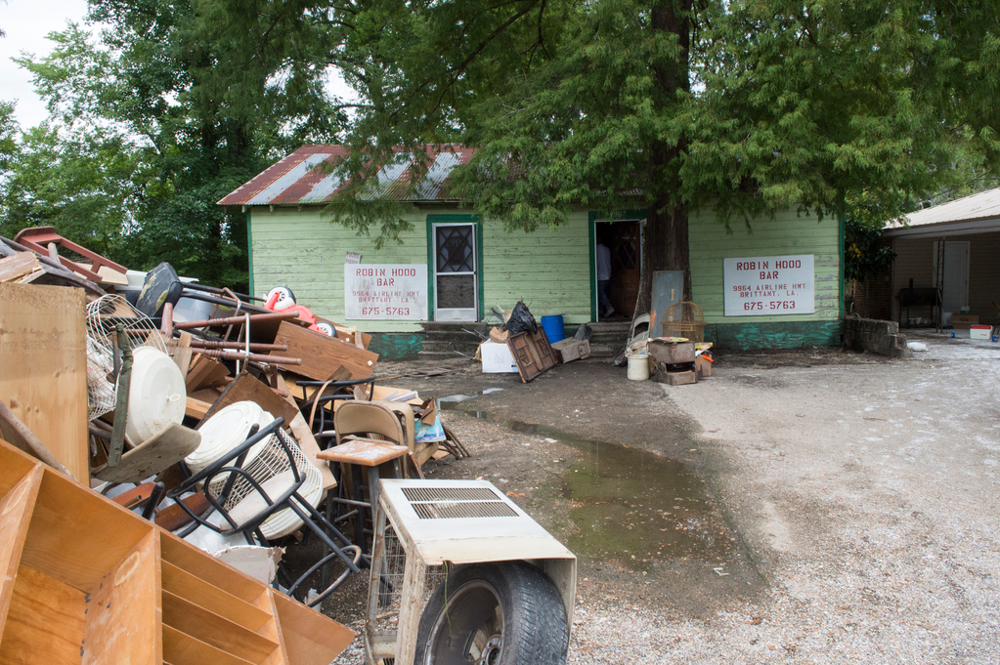 ROBIN HOOD
BAR
9964 AIRLINE HWY
BRITTANY, LA
675-5763
ROBIN HOOD
BAR
9964 AIRLINE HWY
BRITTANY, LA.
675-5763